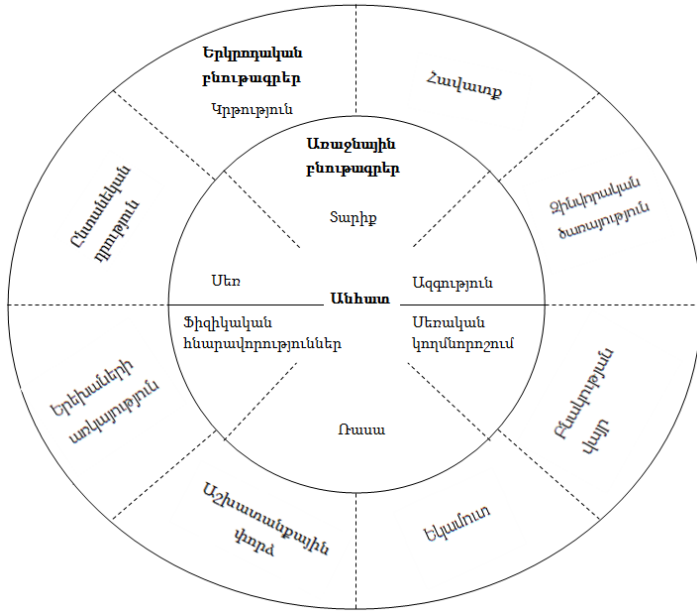 Երկրոդական
բնութագրեր
Կրթություն
Հավատք
Առաջնային
բնութագրեր
Զինվորական
ծառայություն
Ընտանեկան
դրություն
Տարիք
Սեռ
Անհատ
Ազգություն
Ֆիզիկական
հնարավորություններ
Սեռական
կողմնորոշում
Երեխաների
առկայություն
Բնակության
վայր
Ռասա
Աշխատանքային
փորձ
Եկամուտ